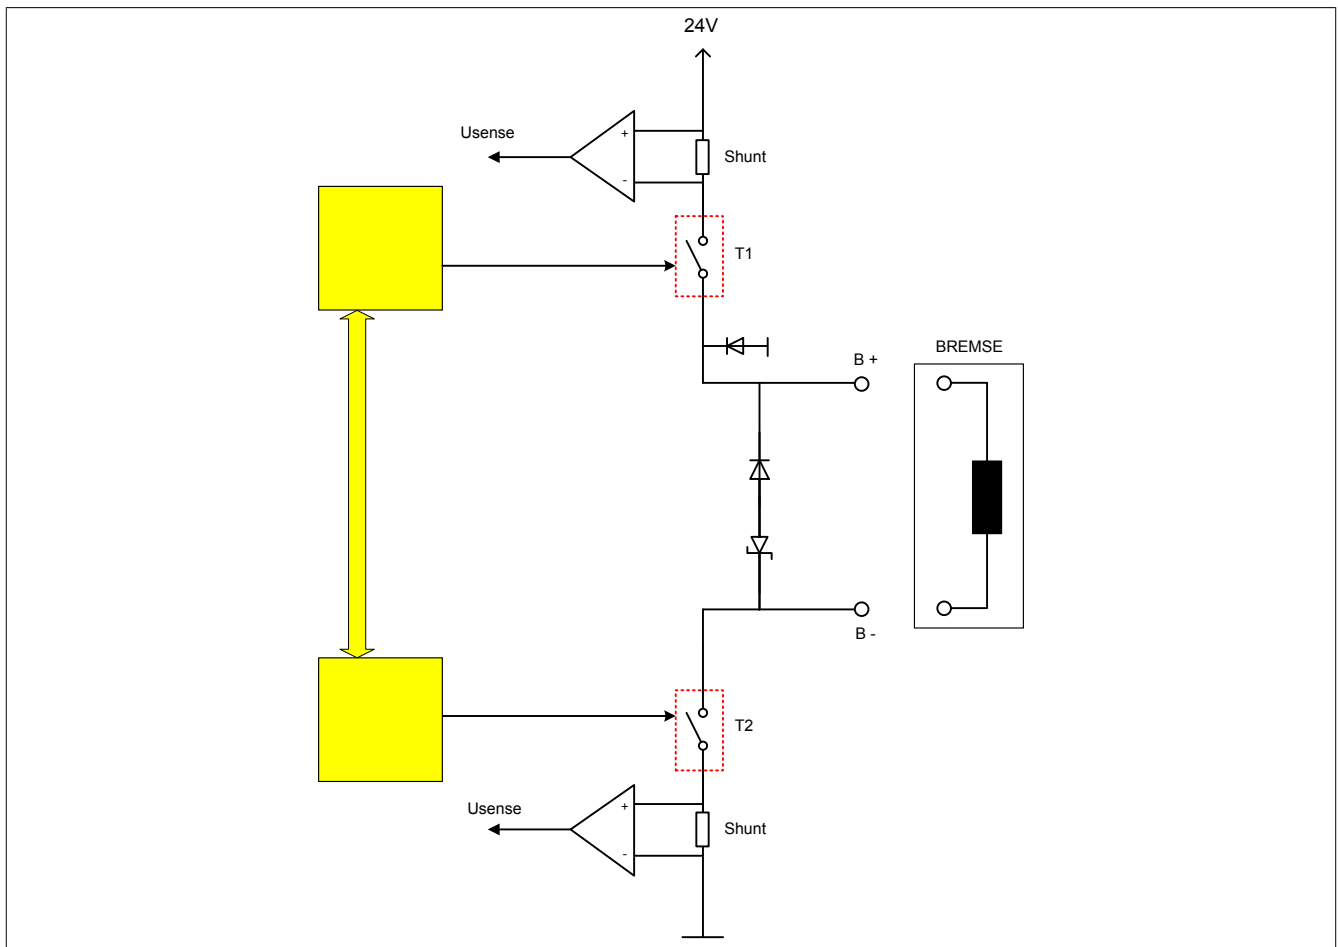 24V
Usense
+
-
Shunt
T1
B +
BREMSE
B -
T2
Usense
+
-
Shunt